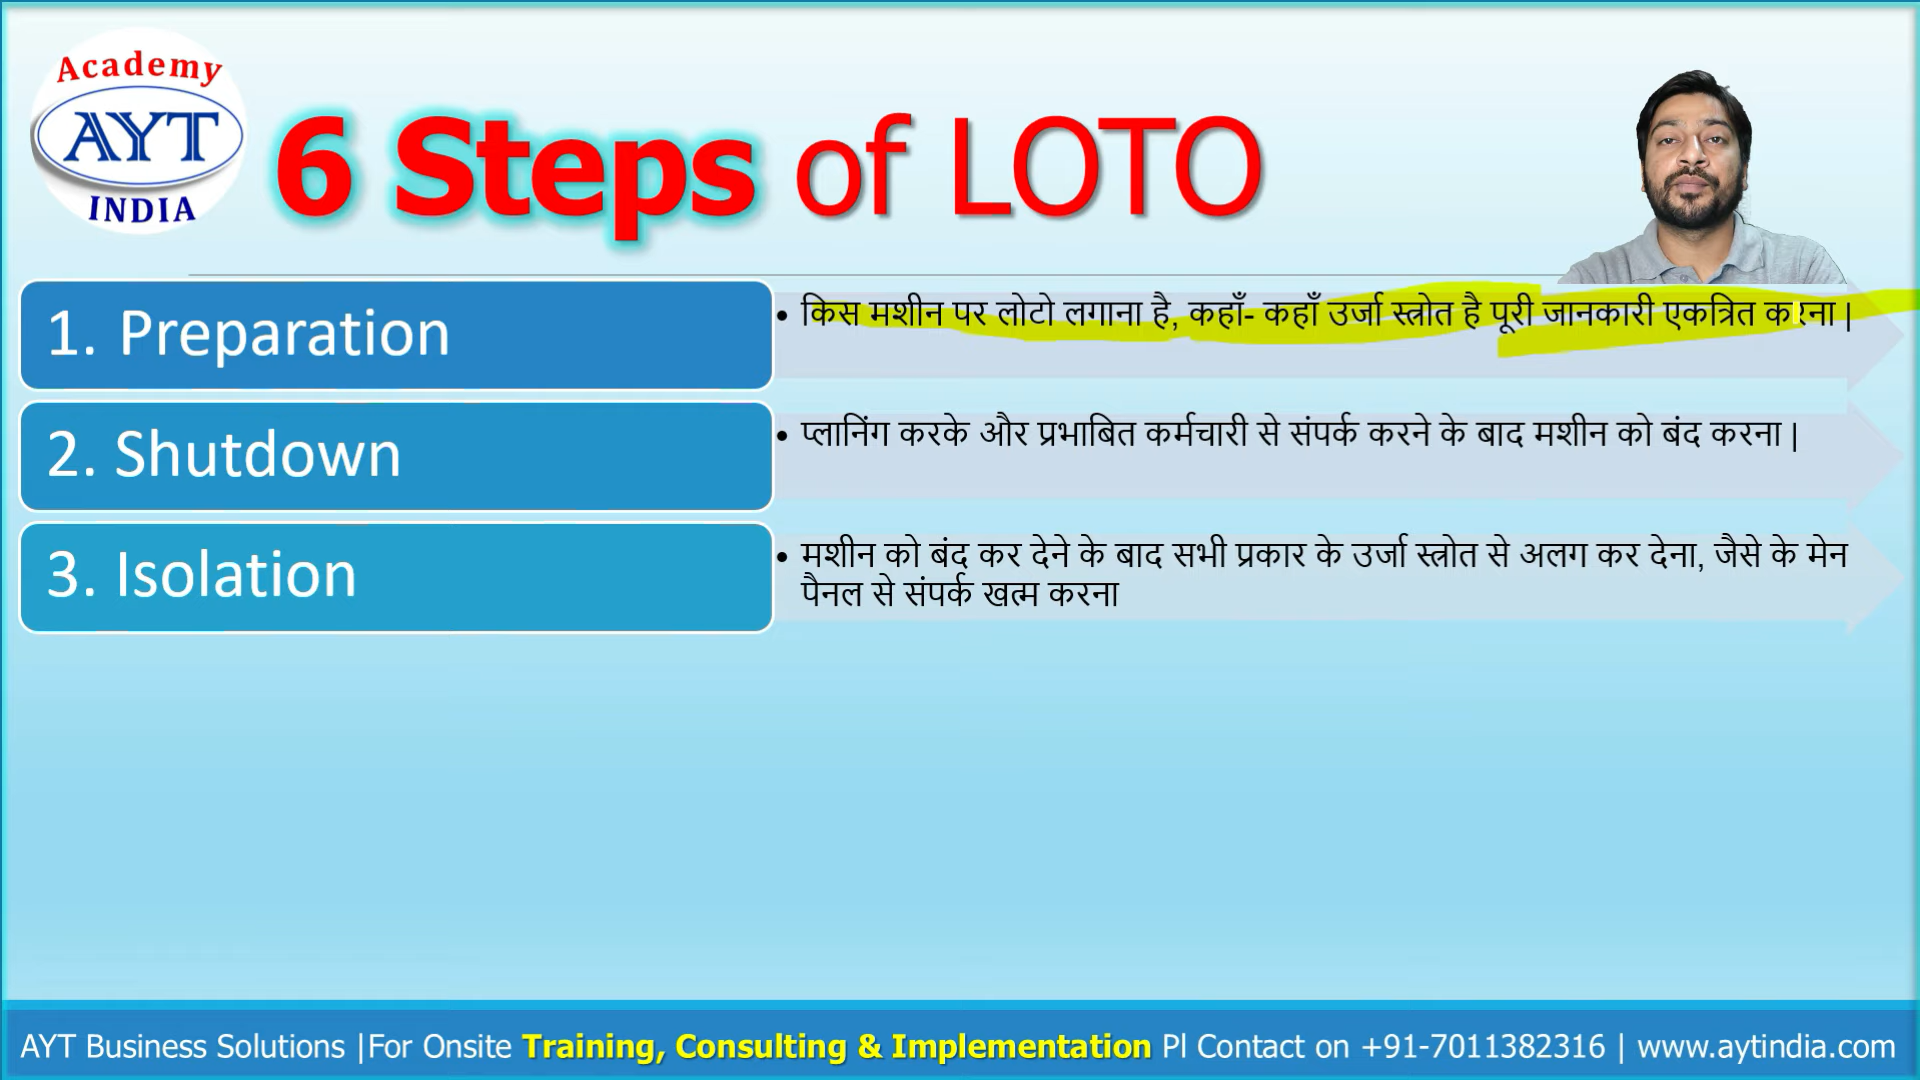 Academy
AYT
INDIA
6 Steps of LOTO
1. Preparation
• किस मशीन पर लोटो लगाना है, कहाँ- कहाँ उर्जा स्त्रोत है पूरी जानकारी एकत्रित करना |
2. Shutdown
• प्लानिंग करके और प्रभाबित कर्मचारी से संपर्क करने के बाद मशीन को बंद करना |
3. Isolation
• मशीन को बंद कर देने के बाद सभी प्रकार के उर्जा स्त्रोत से अलग कर देना, जैसे के मेन
पैनल से संपर्क खत्म करना
AYT Business Solutions |For Onsite Training, Consulting & Implementation Pl Contact on +91-7011382316 | www.aytindia.com